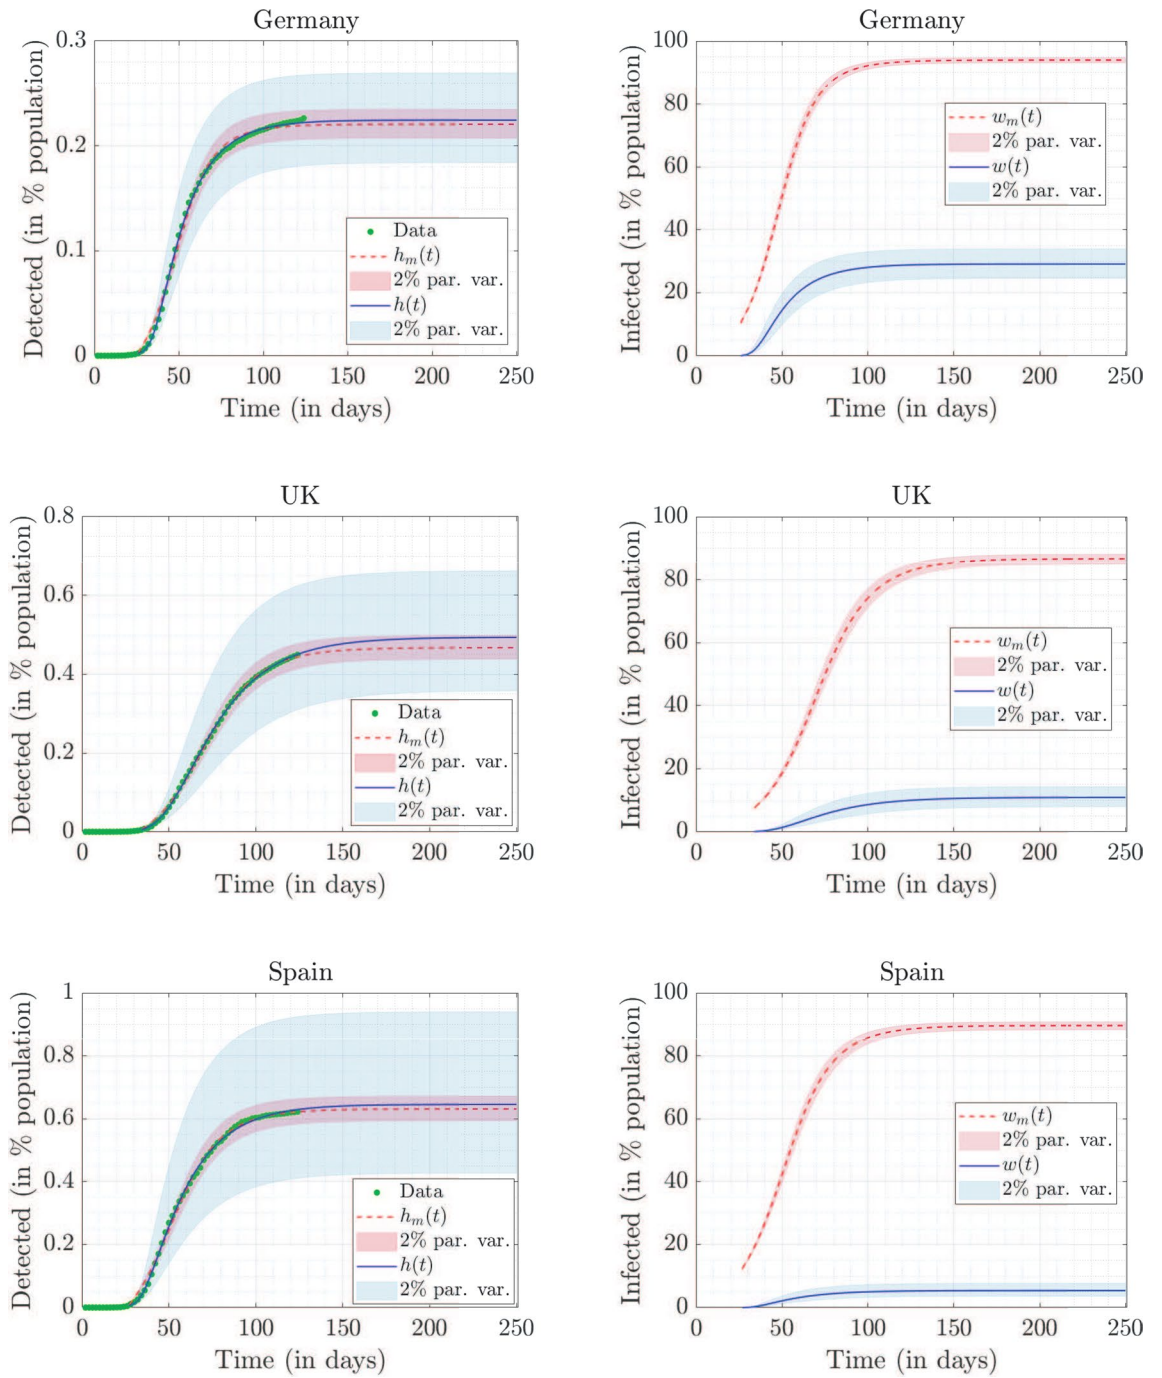 Germany
0.3
0.2
0.1
0
Detected (in % population)
Data
h_m(t)
2% par. var.
h(t)
2% par. var.
0 50 100 150 200 250
Time (in days)
Germany
100
80
60
40
20
0
Infected (in % population)
w_m(t)
2% par. var.
w(t)
2% par. var.
0 50 100 150 200 250
Time (in days)
UK
0.8
0.6
0.4
0.2
0
Detected (in % population)
Data
h_m(t)
2% par. var.
h(t)
2% par. var.
0 50 100 150 200 250
Time (in days)
UK
100
80
60
40
20
0
Infected (in % population)
w_m(t)
2% par. var.
w(t)
2% par. var.
0 50 100 150 200 250
Time (in days)
Spain
1
0.8
0.6
0.4
0.2
0
Detected (in % population)
Data
h_m(t)
2% par. var.
h(t)
2% par. var.
0 50 100 150 200 250
Time (in days)
Spain
100
80
60
40
20
0
Infected (in % population)
w_m(t)
2% par. var.
w(t)
2% par. var.
0 50 100 150 200 250
Time (in days)